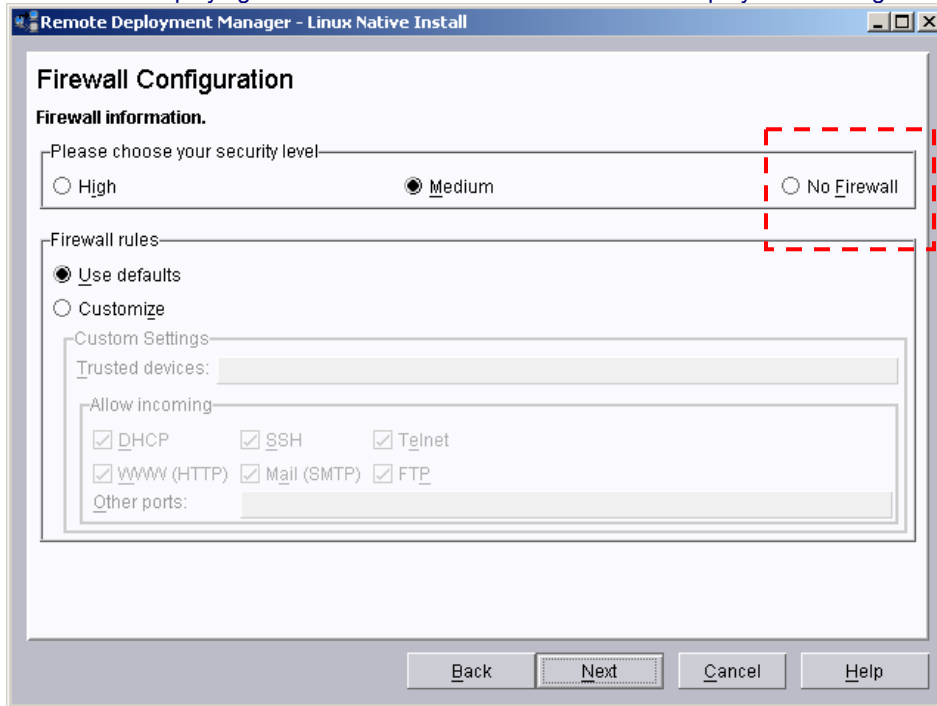 Remote Deployment Manager - Linux Native Install
Firewall Configuration
Firewall information.
Please choose your security level
High Medium No Firewall
Firewall rules
Use defaults
Customize
Custom Settings
Trusted devices:
Allow incoming
DHCP SSH Telnet
WWW (HTTP) Mail (SMTP) FTP
Other ports:
Back Next Cancel Help